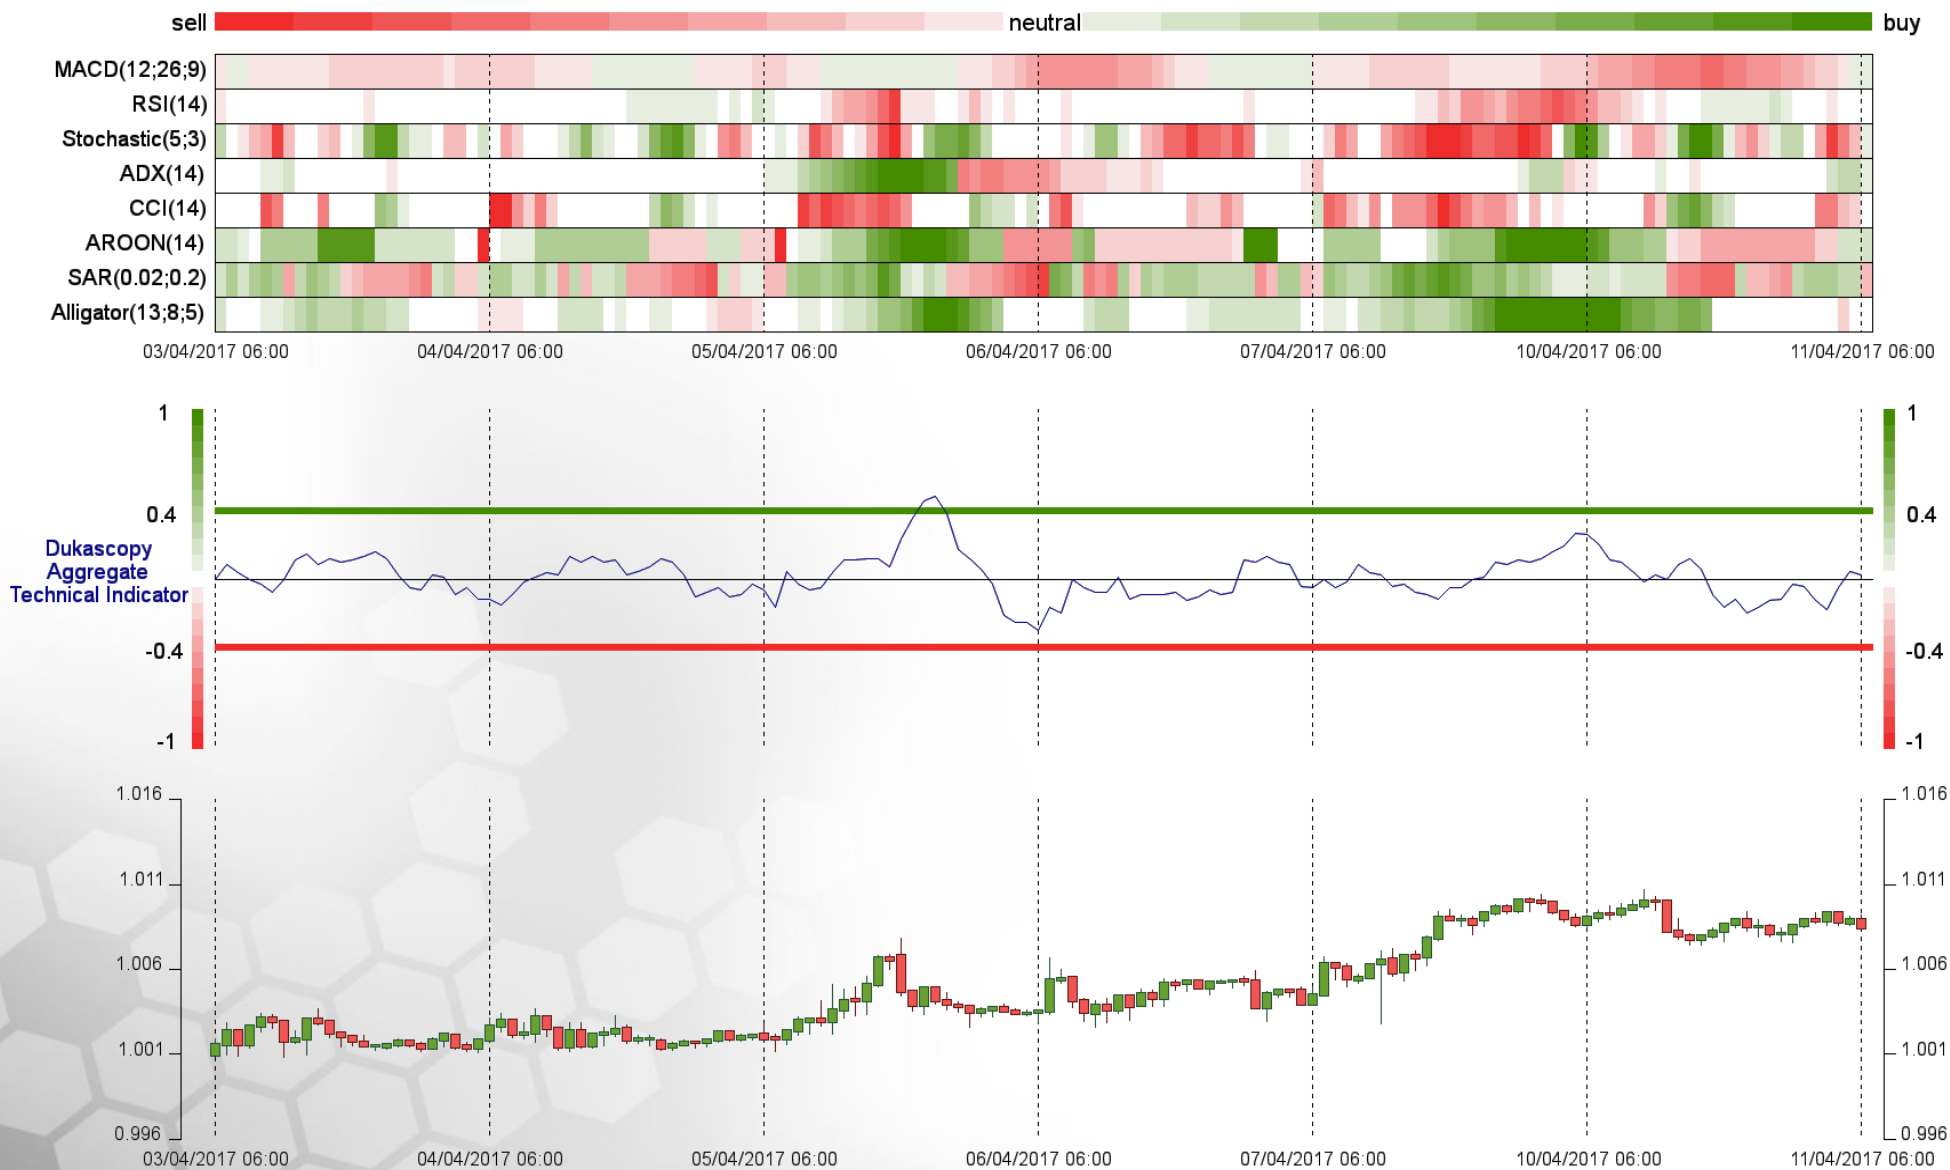 sell neutral buy
MACD(12;26;9)
RSI(14)
Stochastic(5;3)
ADX(14)
CCI(14)
AROON(14)
SAR(0.02;0.2)
Alligator(13;8;5)
03/04/2017 06:00 04/04/2017 06:00 05/04/2017 06:00 06/04/2017 06:00 07/04/2017 06:00 10/04/2017 06:00 11/04/2017 06:00
1 1
0.4 0.4
Dukascopy
Aggregate
Technical Indicator
-0.4 -0.4
-1 -1
1.016 1.016
1.011 1.011
1.006 1.006
1.001 1.001
0.996 0.996
03/04/2017 06:00 04/04/2017 06:00 05/04/2017 06:00 06/04/2017 06:00 07/04/2017 06:00 10/04/2017 06:00 11/04/2017 06:00